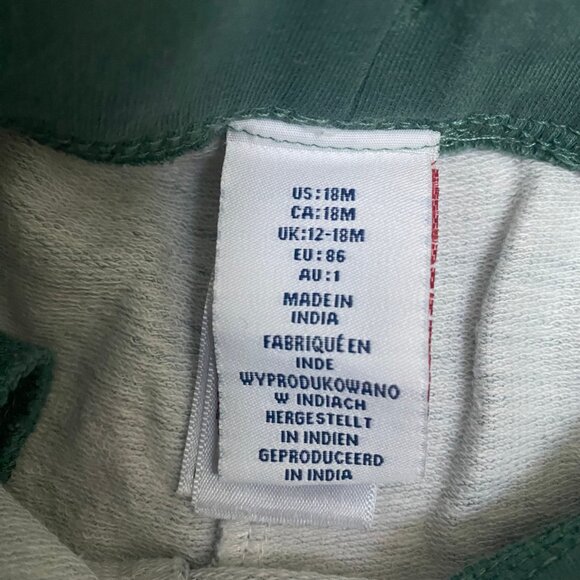 US:18M
CA:18M
UK:12-18M
EU:86
AU:1
MADE IN
INDIA
FABRIQUÉ EN
INDE
WYPRODUKOWANO
W INDIACH
HERGESTELLT
IN INDIEN
GEPRODUCEERD
IN INDIA